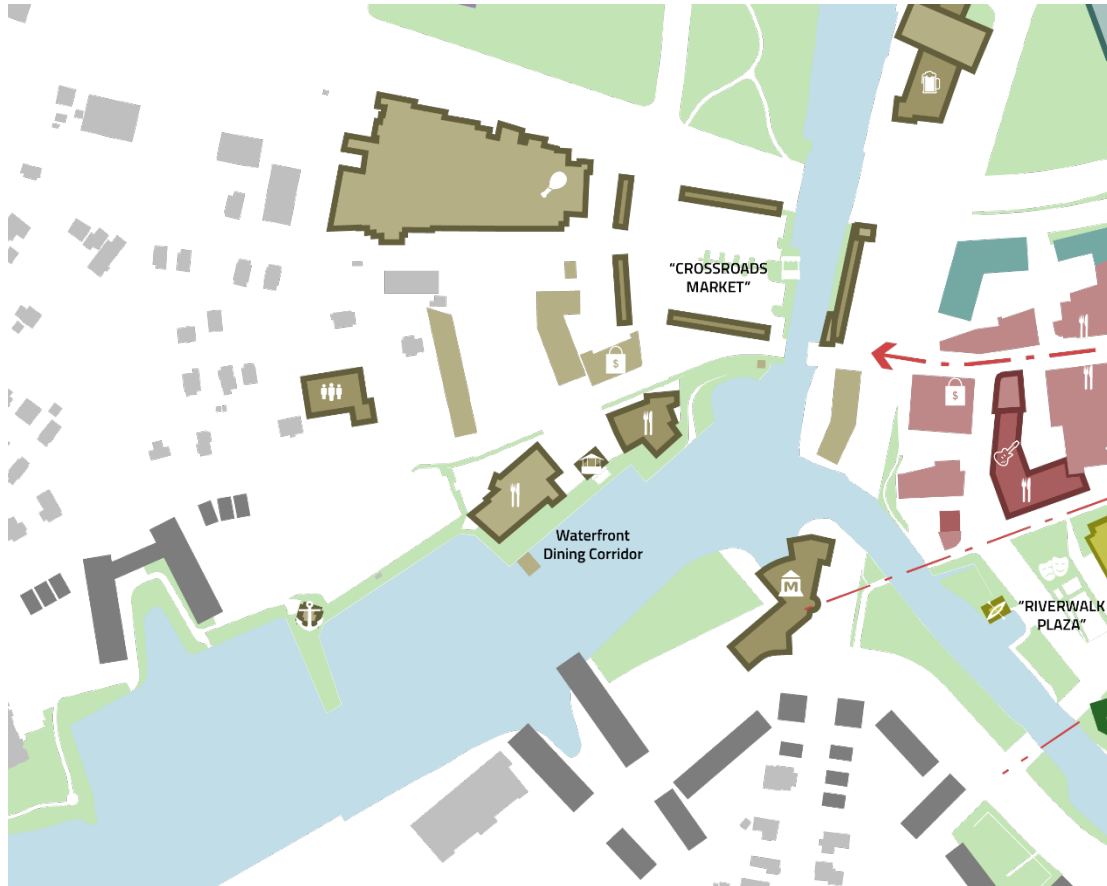 "CROSSROADS
MARKET"
$
$
Waterfront
Dining Corridor
M
"RIVERWALK
PLAZA"